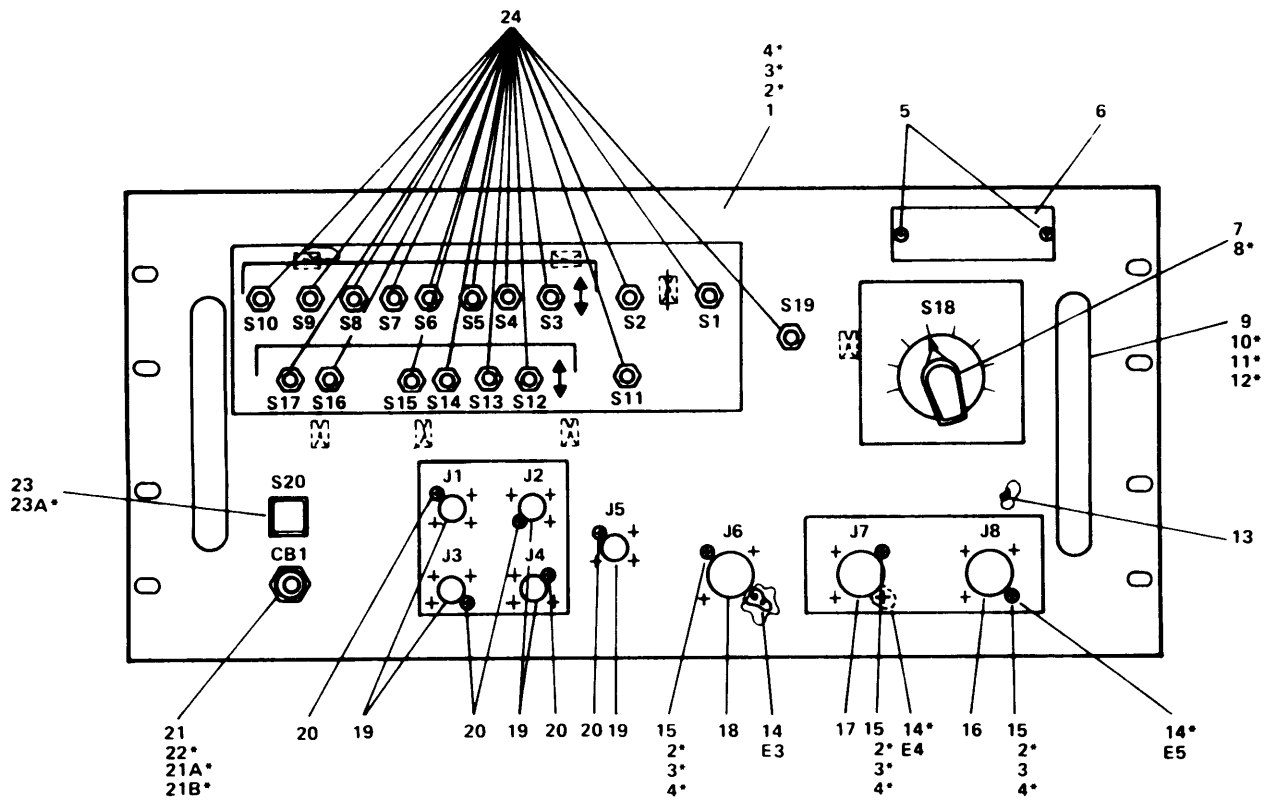 24
4*
3*
2*
1
5
6
7
8*
S19
S18
S10 S9 S8 S7 S6 S5 S4 S3 S2 S1
9
10*
11*
12*
S17 S16 S15 S14 S13 S12 S11
23
23A*
S20
J1 J2
J5
J6
J7 J8
13
CB1
J3 J4
21
22*
21A*
21B*
20
19
20
19
20
20
19
15
2*
3*
4*
18
14
E3
17
15
2*
3*
4*
14*
E4
16
15
2*
3
4*
14*
E5